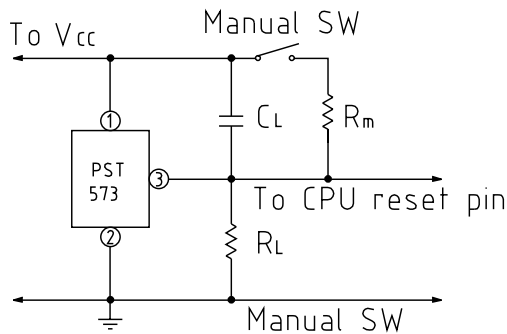 Manual SW
To Vcc
CL
Rm
①
PST
573
③
To CPU reset pin
②
RL
Manual SW